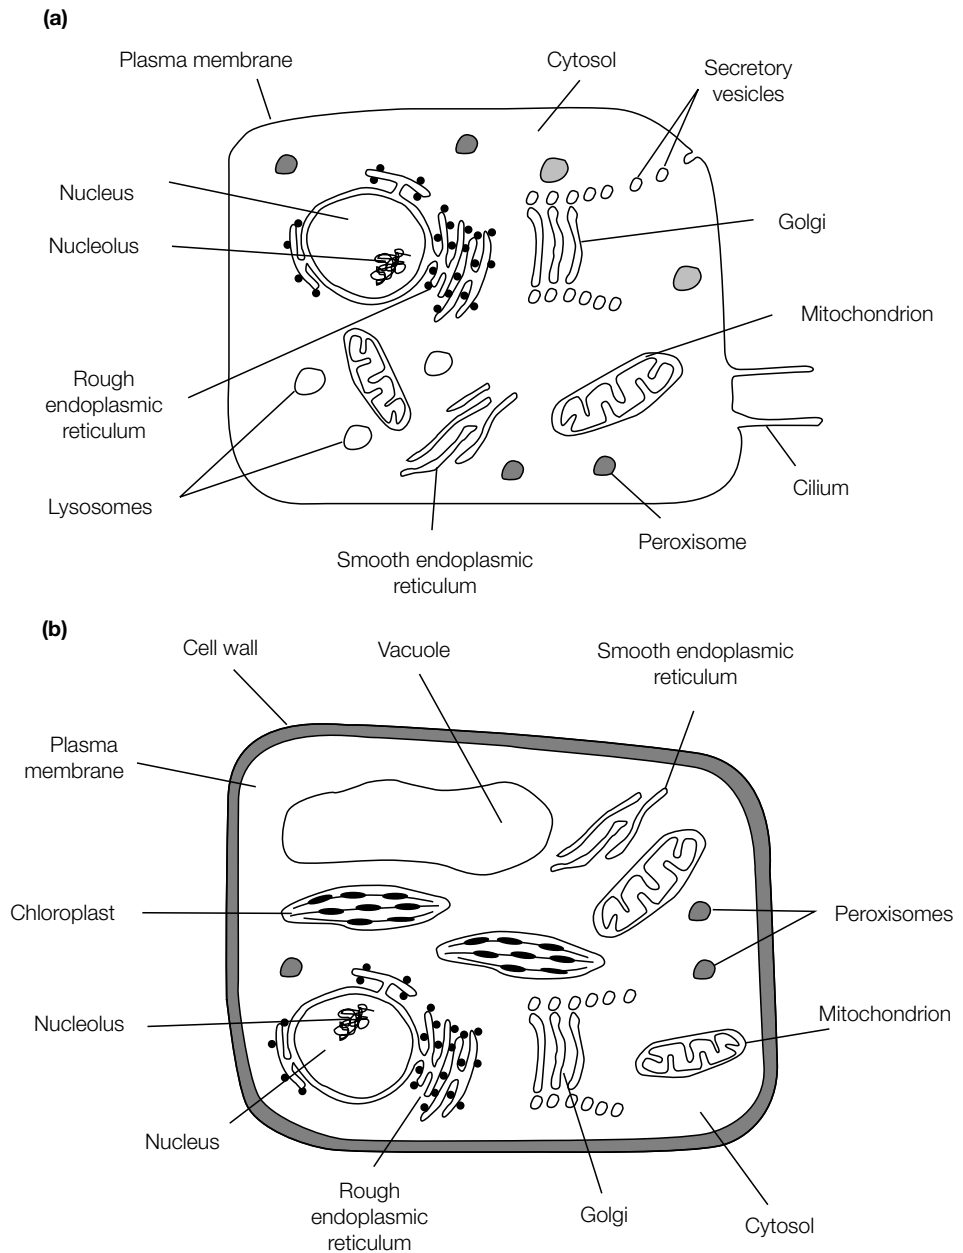 (a)
Plasma membrane
Cytosol
Secretory
vesicles
Nucleus
Nucleolus
Golgi
Mitochondrion
Rough
endoplasmic
reticulum
Lysosomes
Cilium
Peroxisome
Smooth endoplasmic
reticulum
(b)
Cell wall
Vacuole
Smooth endoplasmic
reticulum
Plasma
membrane
Chloroplast
Peroxisomes
Nucleolus
Mitochondrion
Nucleus
Rough
endoplasmic
reticulum
Golgi
Cytosol